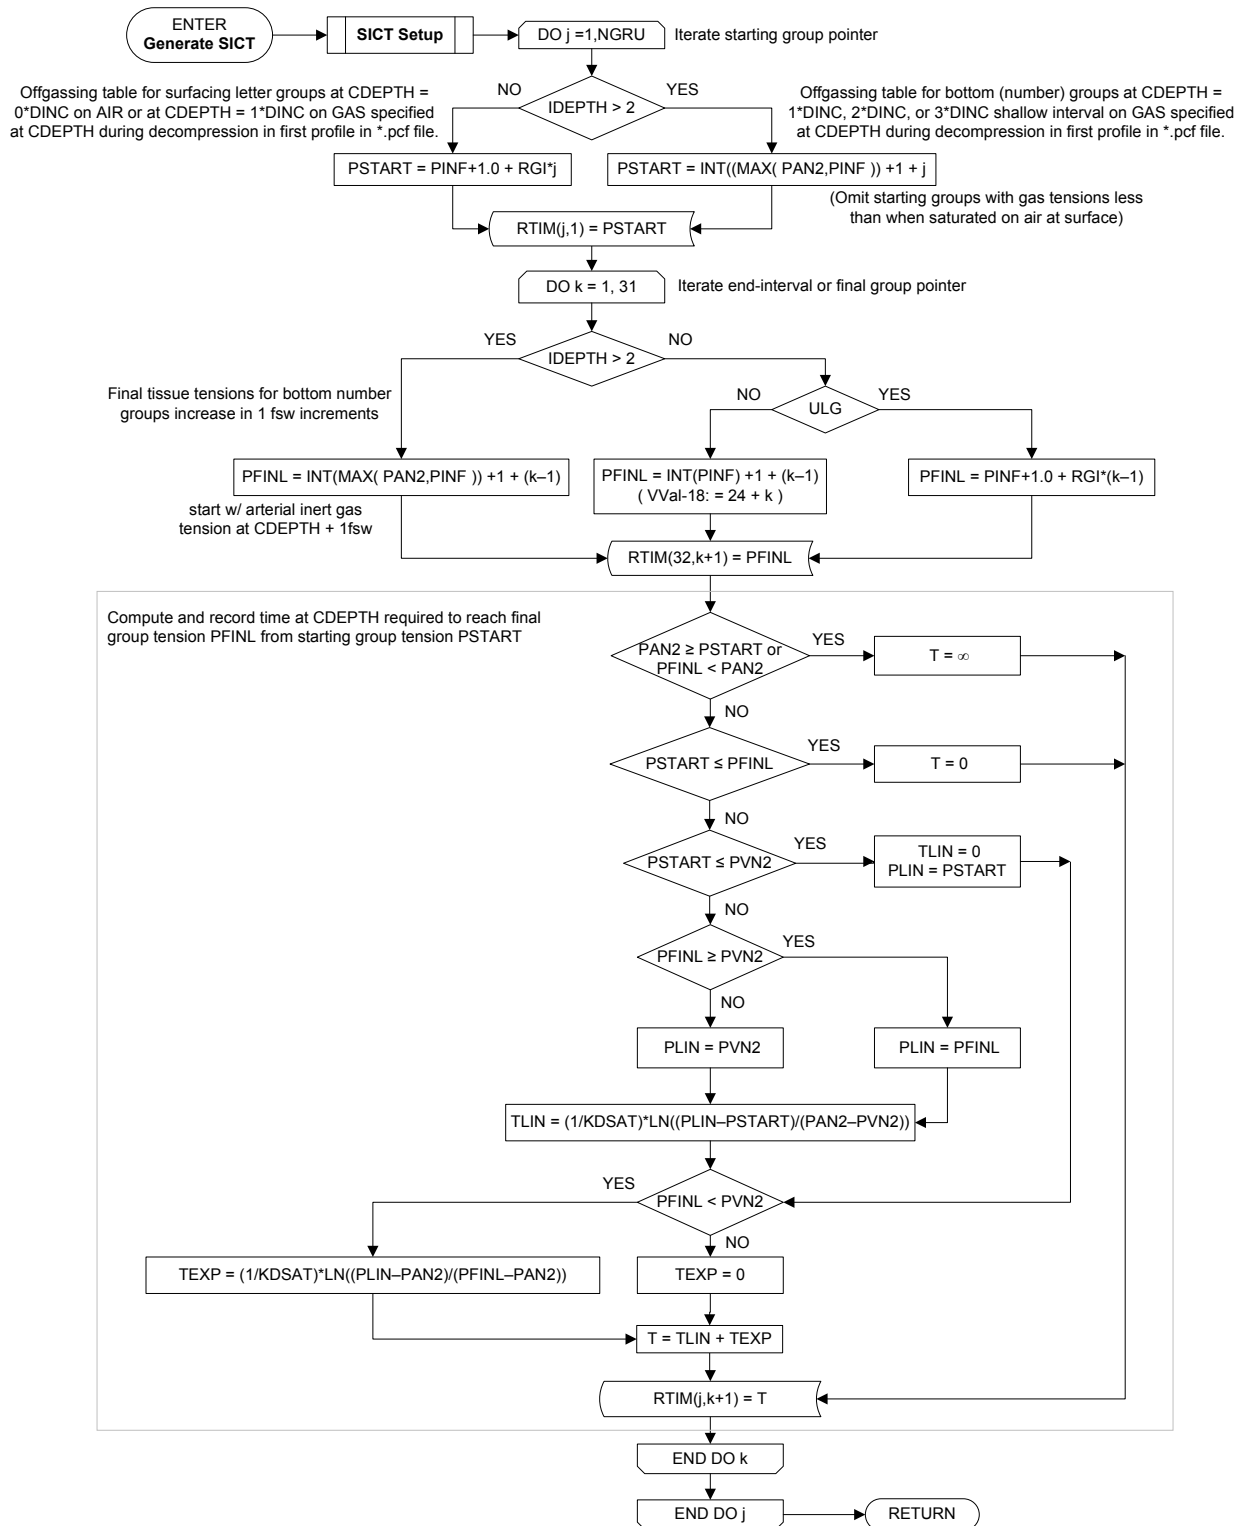 ENTER
Generate SICT
SICT Setup
DO j =1,NGRU
Iterate starting group pointer
NO
YES
IDEPTH > 2
Offgassing table for surfacing letter groups at CDEPTH =
0*DINC on AIR or at CDEPTH = 1*DINC on GAS specified
at CDEPTH during decompression in first profile in *.pcf file.
Offgassing table for bottom (number) groups at CDEPTH =
1*DINC, 2*DINC, or 3*DINC shallow interval on GAS specified
at CDEPTH during decompression in first profile in *.pcf file.
PSTART = PINF+1.0 + RGI*j
PSTART = INT((MAX( PAN2,PINF )) +1 + j
(Omit starting groups with gas tensions less
than when saturated on air at surface)
RTIM(j,1) = PSTART
DO k = 1, 31
Iterate end-interval or final group pointer
YES
NO
IDEPTH > 2
Final tissue tensions for bottom number
groups increase in 1 fsw increments
NO
YES
ULG
PFINL = INT(MAX( PAN2,PINF )) +1 + (k–1)
PFINL = INT(PINF) +1 + (k–1)
( VVal-18: = 24 + k )
PFINL = PINF+1.0 + RGI*(k–1)
start w/ arterial inert gas
tension at CDEPTH + 1fsw
RTIM(32,k+1) = PFINL
Compute and record time at CDEPTH required to reach final
group tension PFINL from starting group tension PSTART
PAN2 ≥ PSTART or
PFINL < PAN2
YES
T = ∞
NO
PSTART ≤ PFINL
YES
T = 0
NO
PSTART ≤ PVN2
YES
TLIN = 0
PLIN = PSTART
NO
PFINL ≥ PVN2
YES
NO
PLIN = PVN2
PLIN = PFINL
TLIN = (1/KDSAT)*LN((PLIN–PSTART)/(PAN2–PVN2))
YES
PFINL < PVN2
NO
TEXP = (1/KDSAT)*LN((PLIN–PAN2)/(PFINL–PAN2))
TEXP = 0
T = TLIN + TEXP
RTIM(j,k+1) = T
END DO k
END DO j
RETURN